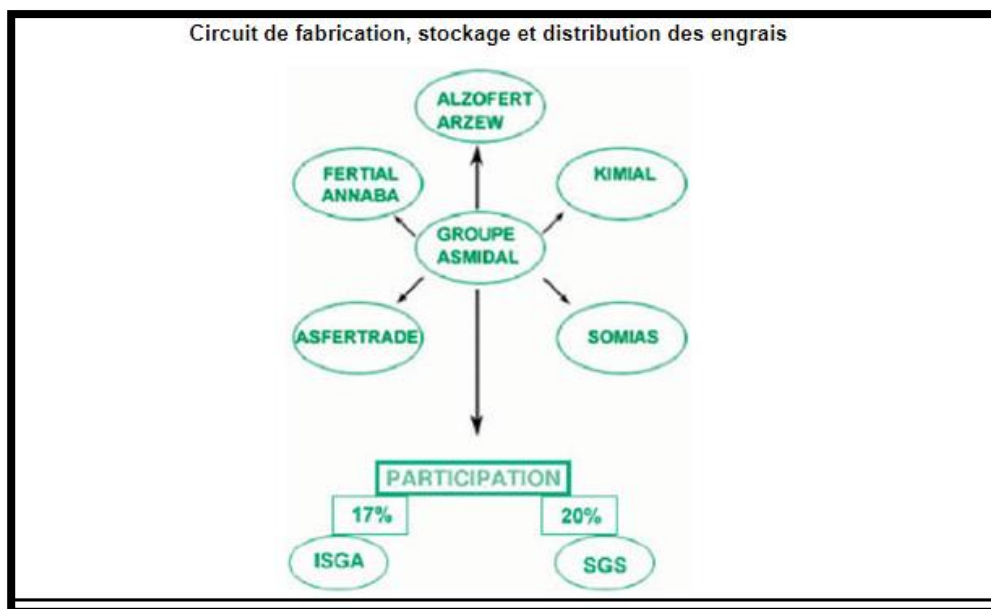 Circuit de fabrication, stockage et distribution des engrais
ALZOFERT
ARZEW
FERTIAL
ANNABA
KIMIAL
GROUPE
ASMIDAL
ASFERTRADE
SOMIAS
PARTICIPATION
17%
20%
ISGA
SGS